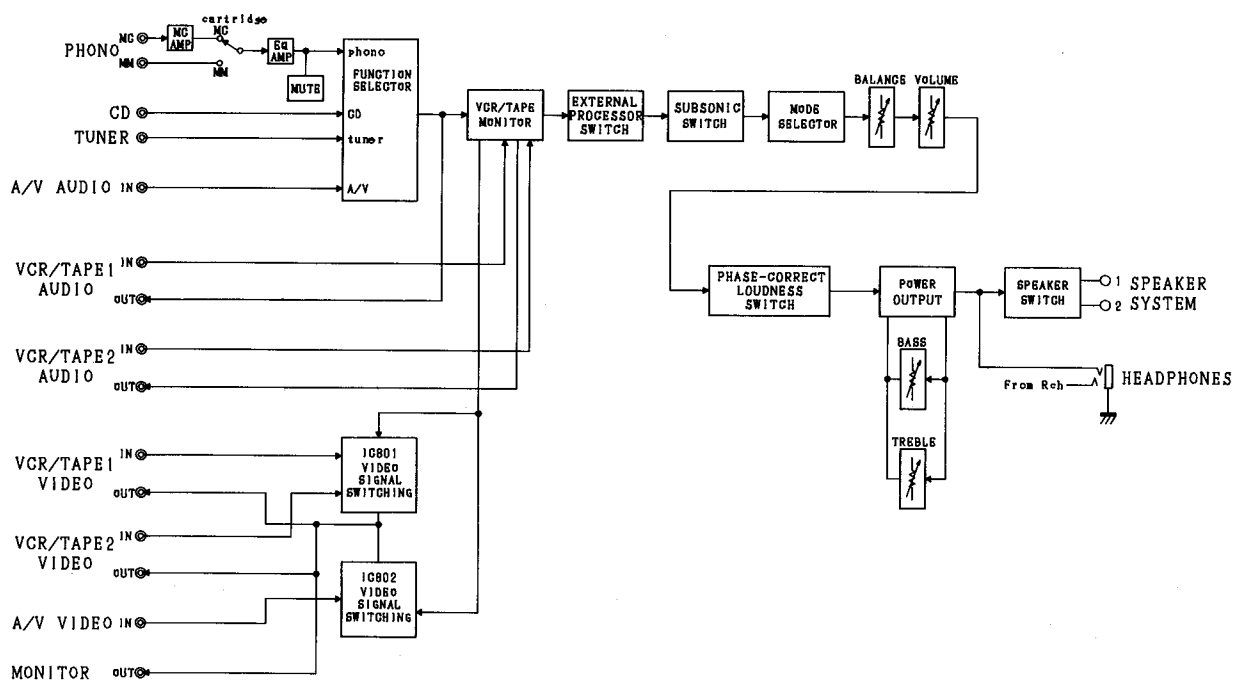 cartridge
PHONO
MC
MC AMP
MC
MM
MM
EQ AMP
MUTE
phono
FUNCTION SELECTOR
CD
tuner
A/V
CD
TUNER
A/V AUDIO IN
VCR/TAPE MONITOR
EXTERNAL PROCESSOR SWITCH
SUBSONIC SWITCH
MODE SELECTOR
BALANCE
VOLUME
VCR/TAPE1 AUDIO
IN
OUT
PHASE-CORRECT LOUDNESS SWITCH
POWER OUTPUT
SPEAKER SWITCH
1 SPEAKER
2 SYSTEM
VCR/TAPE2 AUDIO
IN
OUT
BASS
TREBLE
From Rch
HEADPHONES
VCR/TAPE1 VIDEO
IN
OUT
IC801
VIDEO
SIGNAL
SWITCHING
VCR/TAPE2 VIDEO
IN
OUT
IC802
VIDEO
SIGNAL
SWITCHING
A/V VIDEO IN
MONITOR OUT